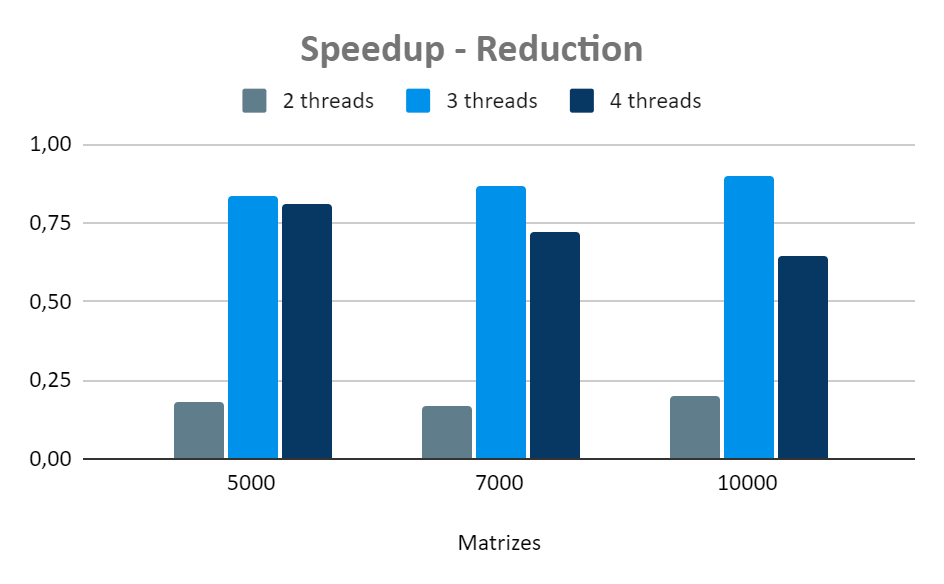 Speedup - Reduction
2 threads 3 threads 4 threads
1,00
0,75
0,50
0,25
0,00
5000 7000 10000
Matrizes